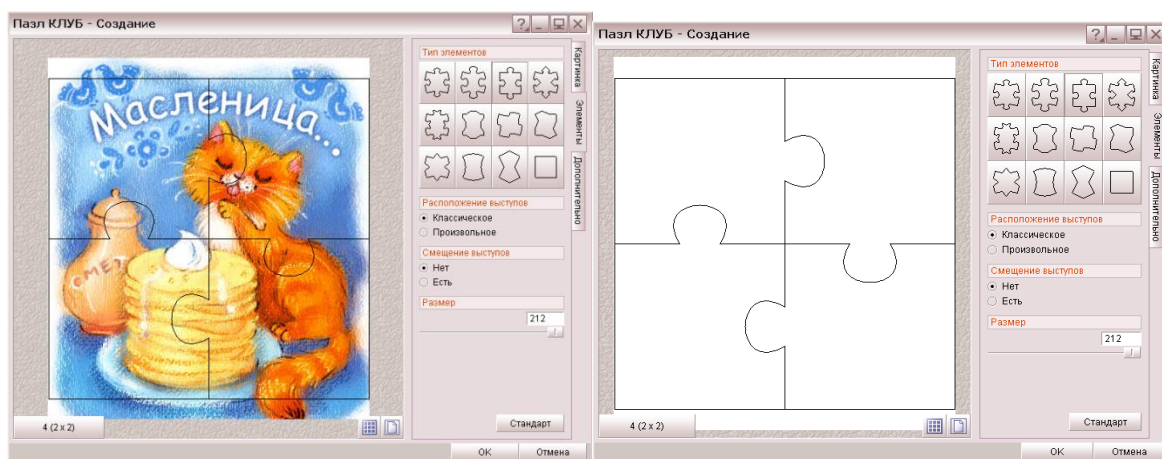 Пазл КЛУБ - Создание
Масленица...
СМЕТ
Тип элементов
Расположение выступов
Классическое
Произвольное
Смещение выступов
Нет
Есть
Размер
212
Стандарт
Картинка
Элементы
Дополнительно
4 (2 x 2)
OK
Отмена
Пазл КЛУБ - Создание
Тип элементов
Расположение выступов
Классическое
Произвольное
Смещение выступов
Нет
Есть
Размер
212
Стандарт
Картинка
Элементы
Дополнительно
4 (2 x 2)
OK
Отмена